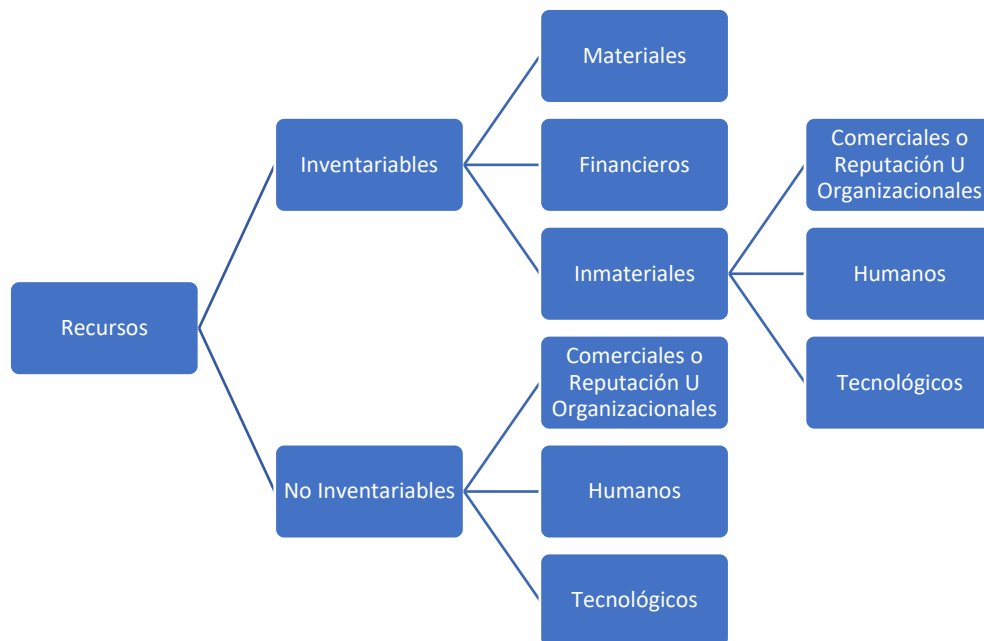 Materiales
Comerciales o
Reputación U
Organizacionales
Inventariables
Financieros
Inmateriales
Humanos
Recursos
Comerciales o
Reputación U
Organizacionales
Tecnológicos
No Inventariables
Humanos
Tecnológicos